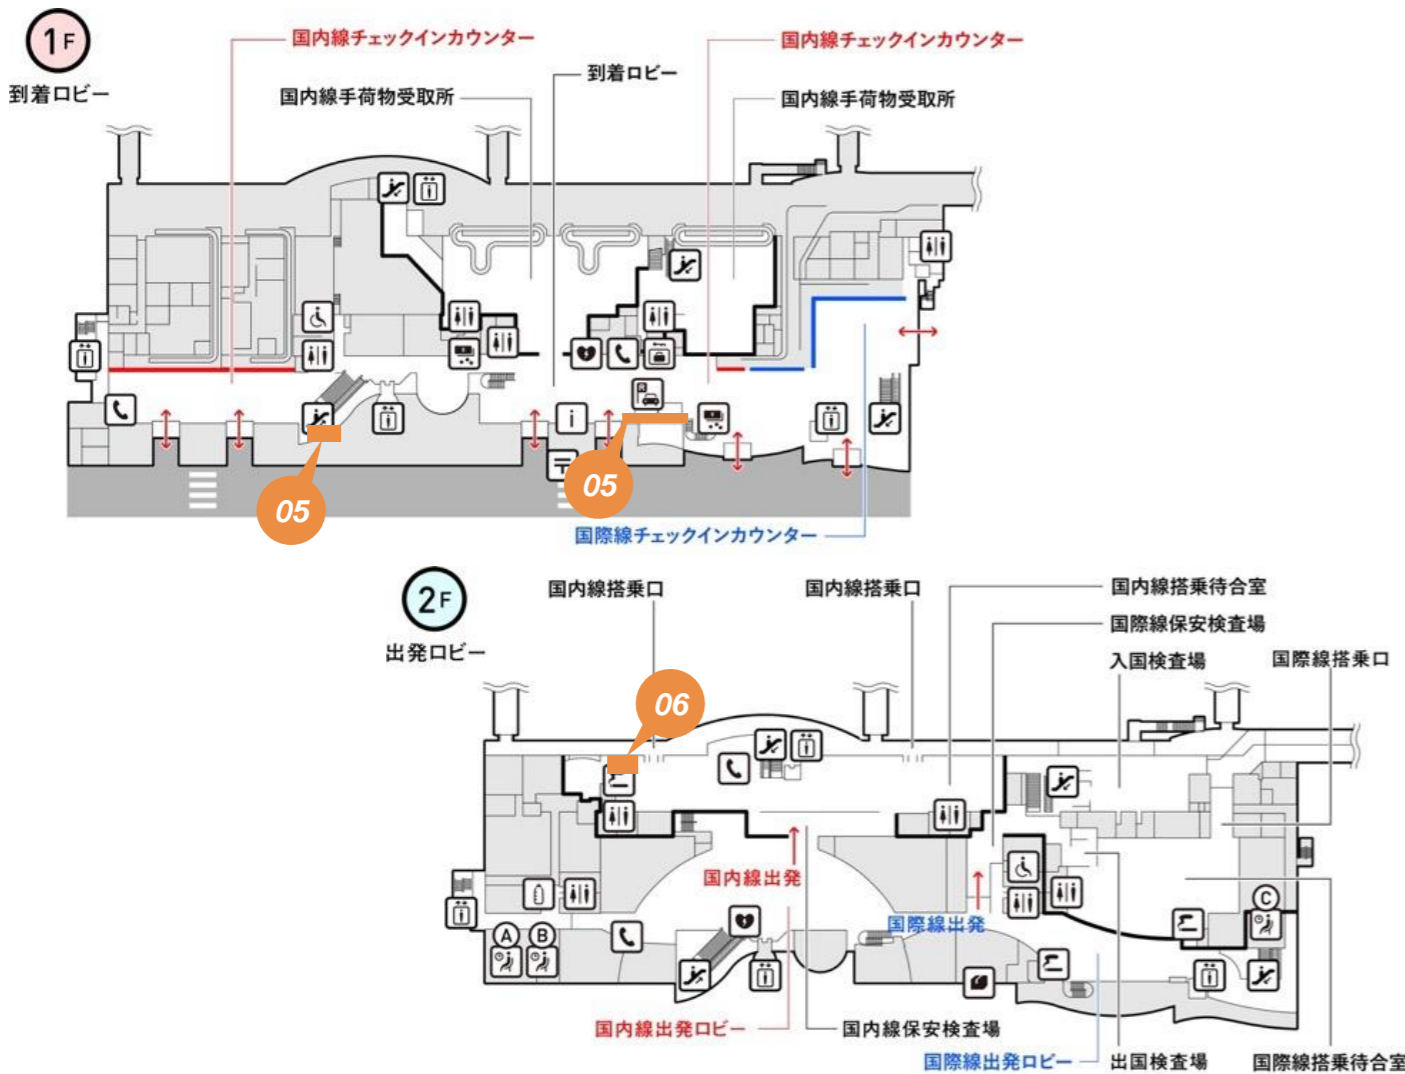 1F
到着ロビー
国内線チェックインカウンター
国内線手荷物受取所
到着ロビー
国内線チェックインカウンター
国内線手荷物受取所
i
〒
05
05
国際線チェックインカウンター
2F
出発ロビー
国内線搭乗口
国内線搭乗口
国内線搭乗待合室
国際線保安検査場
入国検査場
国際線搭乗口
06
国内線出発
国際線出発
A
B
C
国内線出発ロビー
国内線保安検査場
国際線出発ロビー
出国検査場
国際線搭乗待合室